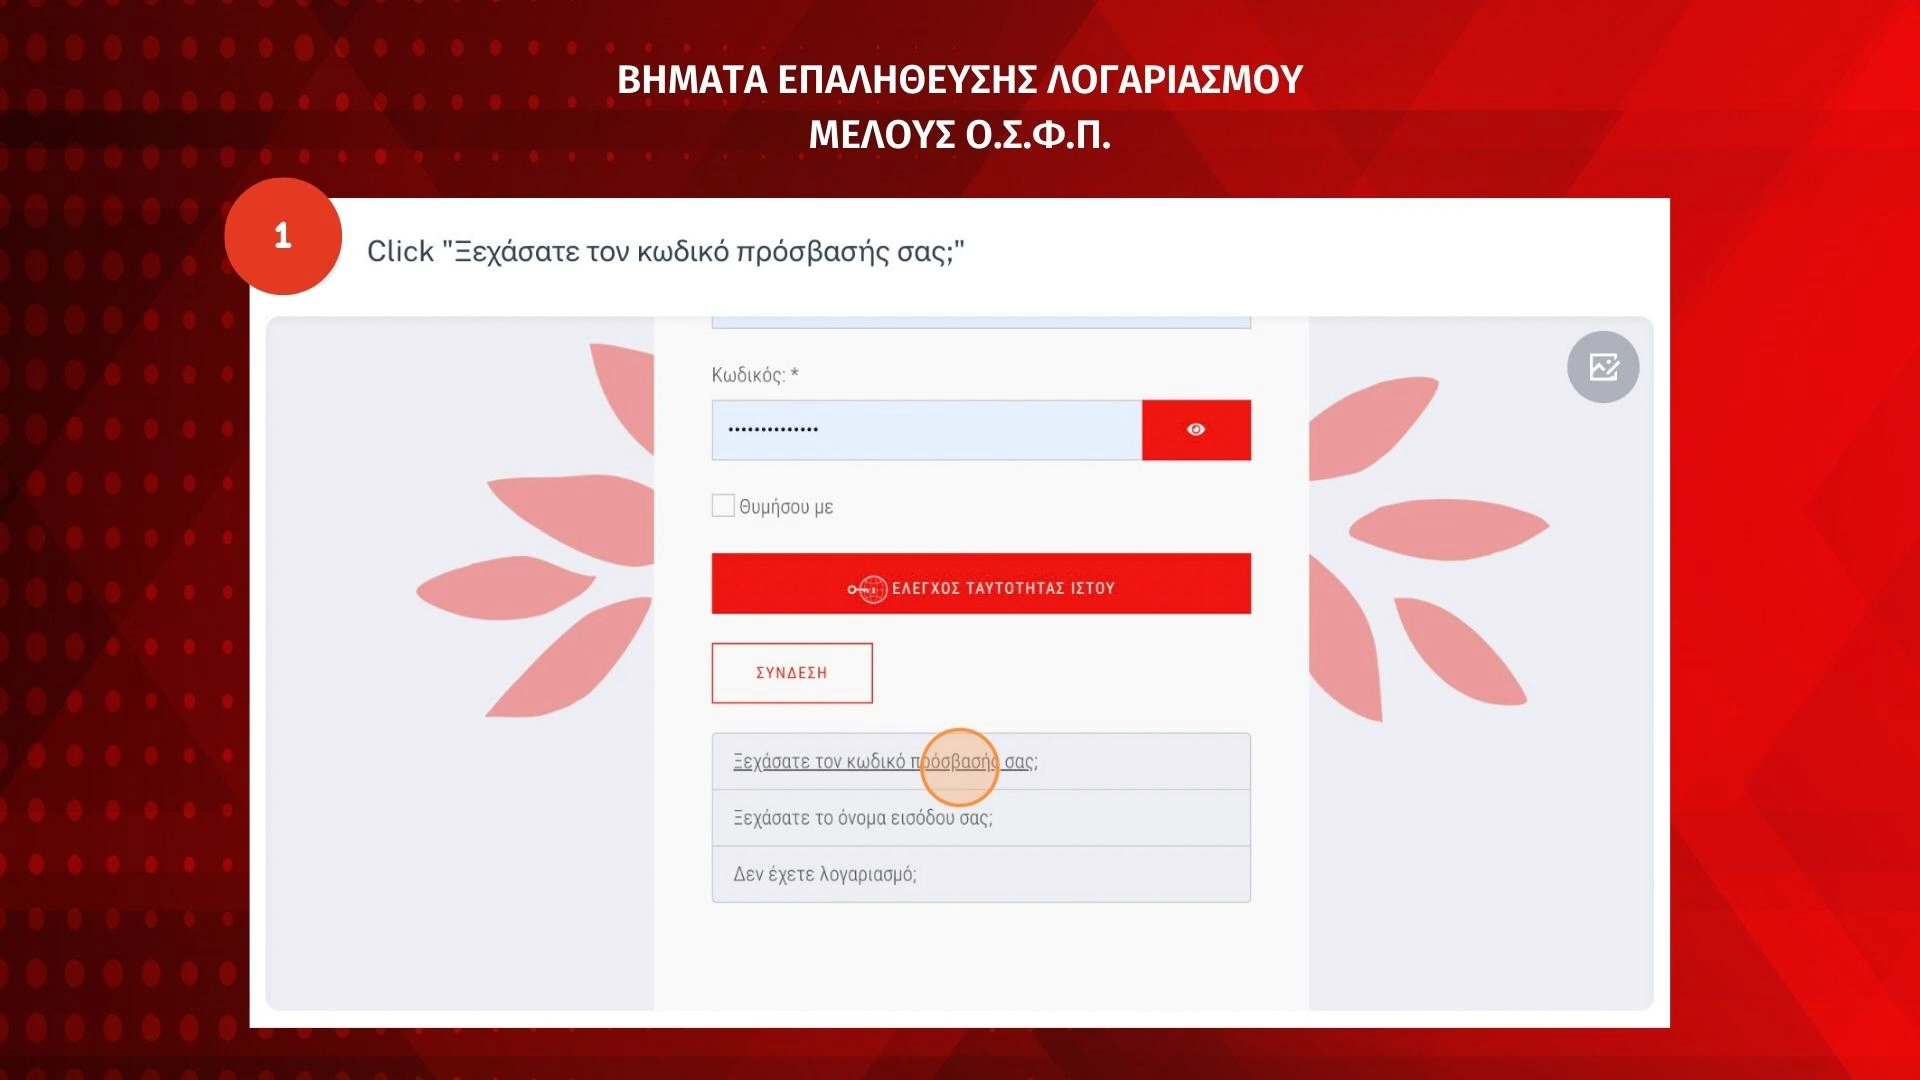 ΒΗΜΑΤΑ ΕΠΑΛΗΘΕΥΣΗΣ ΛΟΓΑΡΙΑΣΜΟΥ
ΜΕΛΟΥΣ Ο.Σ.Φ.Π.
1
Click "Ξεχάσατε τον κωδικό πρόσβασής σας;"
Κωδικός: *
••••••••••••••
Θυμήσου με
ΕΛΕΓΧΟΣ ΤΑΥΤΟΤΗΤΑΣ ΙΣΤΟΥ
ΣΥΝΔΕΣΗ
Ξεχάσατε τον κωδικό πρόσβασής σας;
Ξεχάσατε το όνομα εισόδου σας;
Δεν έχετε λογαριασμό;